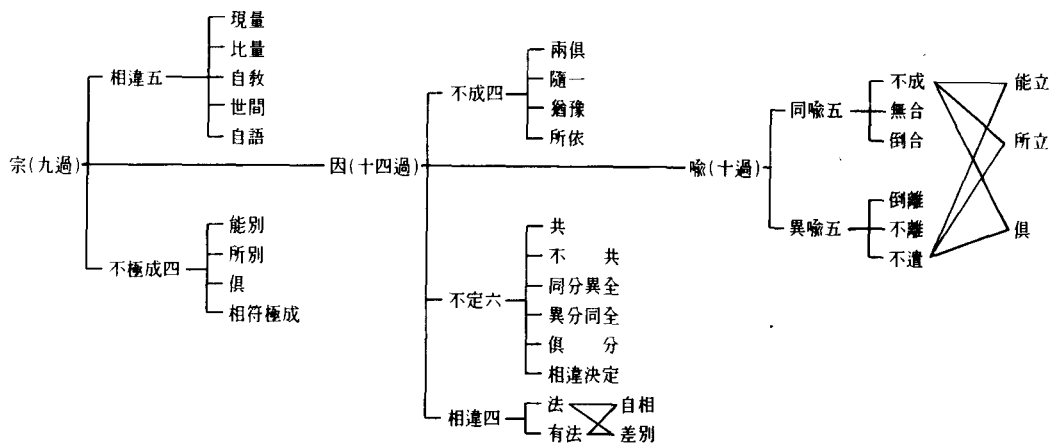 宗(九過)
相違五
現量
比量
自教
世間
自語
不極成四
能別
所別
俱
相符極成
因(十四過)
不成四
兩俱
隨一
猶豫
所依
不定六
共
不　共
同分異全
異分同全
俱　分
相違決定
相違四
法
有法
自相
差別
喩(十過)
同喩五
不成
無合
倒合
異喩五
倒離
不離
不遣
能立
所立
俱